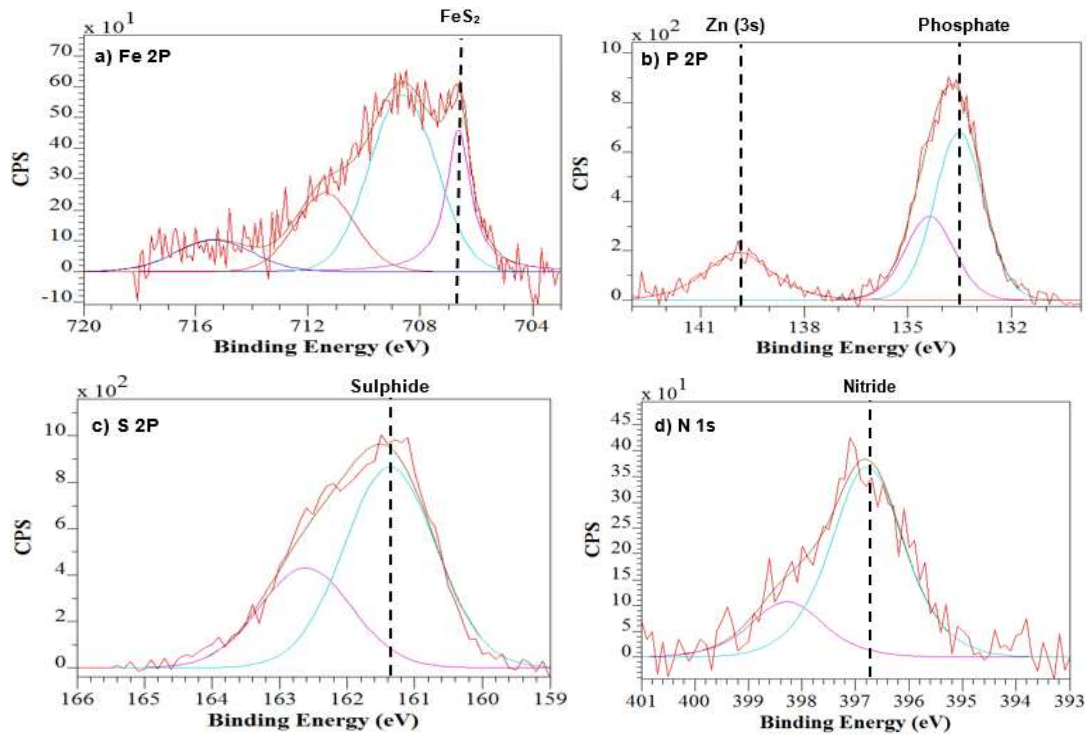 FeS₂
x 10¹
a) Fe 2P
70
60
50
40
30
20
10
0
-10
CPS
720 716 712 708 704
Binding Energy (eV)
Zn (3s) Phosphate
x 10²
b) P 2P
10
8
6
4
2
0
CPS
141 138 135 132
Binding Energy (eV)
Sulphide
x 10²
c) S 2P
10
8
6
4
2
0
CPS
166 165 164 163 162 161 160 159
Binding Energy (eV)
Nitride
x 10¹
d) N 1s
45
40
35
30
25
20
15
10
5
0
CPS
401 400 399 398 397 396 395 394 393
Binding Energy (eV)